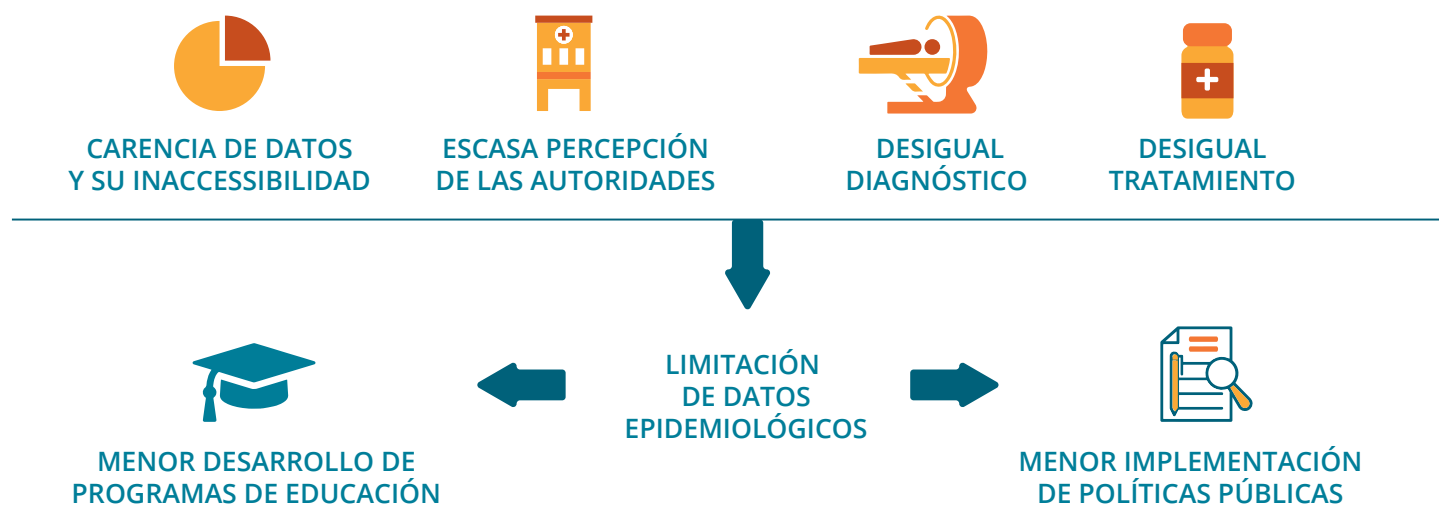 CARENCIA DE DATOS
Y SU INACCESSIBILIDAD
ESCASA PERCEPCIÓN
DE LAS AUTORIDADES
DESIGUAL
DIAGNÓSTICO
DESIGUAL
TRATAMIENTO
LIMITACIÓN
DE DATOS
EPIDEMIOLÓGICOS
MENOR DESARROLLO DE
PROGRAMAS DE EDUCACIÓN
MENOR IMPLEMENTACIÓN
DE POLÍTICAS PÚBLICAS